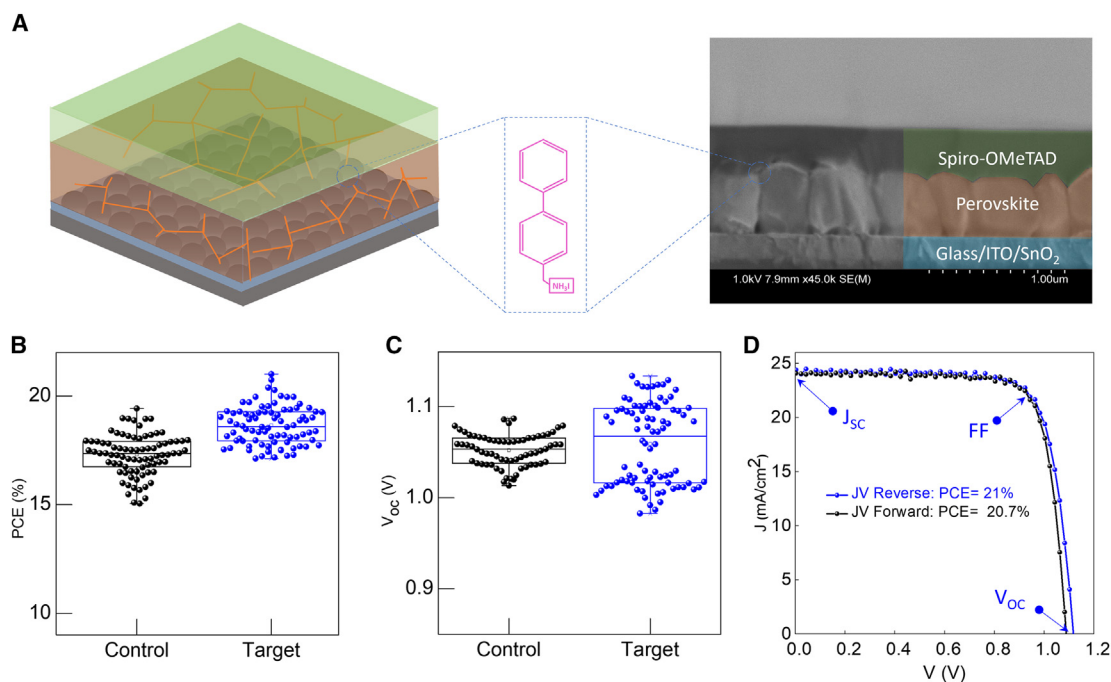 A
NH₃I
Spiro-OMeTAD
Perovskite
Glass/ITO/SnO₂
1.0kV 7.9mm x45.0k SE(M)
1.00um
B
PCE (%)
20
15
10
Control
Target
C
V_OC (V)
1.1
1.0
0.9
Control
Target
D
J (mA/cm²)
25
20
15
10
5
0
J_SC
FF
JV Reverse: PCE= 21%
JV Forward: PCE= 20.7%
V_OC
0.0 0.2 0.4 0.6 0.8 1.0 1.2
V (V)